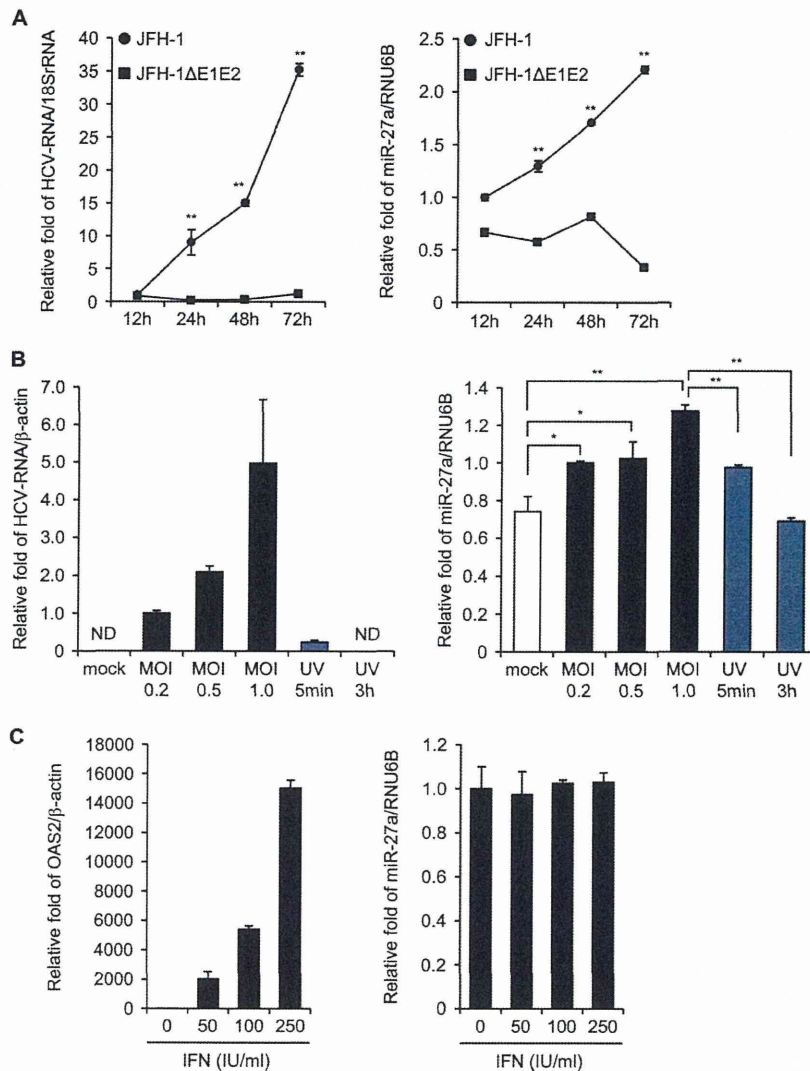 A
Relative fold of HCV-RNA/18SrRNA
40
35
30
25
20
15
10
5
0
JFH-1
JFH-1ΔE1E2
**
**
**
12h 24h 48h 72h
Relative fold of miR-27a/RNU6B
2.5
2.0
1.5
1.0
0.5
0
JFH-1
JFH-1ΔE1E2
**
**
**
12h 24h 48h 72h
B
Relative fold of HCV-RNA/β-actin
7.0
6.0
5.0
4.0
3.0
2.0
1.0
ND
ND
mock MOI MOI MOI UV UV
0.2 0.5 1.0 5min 3h
Relative fold of miR-27a/RNU6B
1.4
1.2
1.0
0.8
0.6
0.4
0.2
0
**
**
**
*
*
mock MOI MOI MOI UV UV
0.2 0.5 1.0 5min 3h
C
Relative fold of OAS2/β-actin
18000
16000
14000
12000
10000
8000
6000
4000
2000
0
0 50 100 250
IFN (IU/ml)
Relative fold of miR-27a/RNU6B
1.2
1.0
0.8
0.6
0.4
0.2
0
0 50 100 250
IFN (IU/ml)